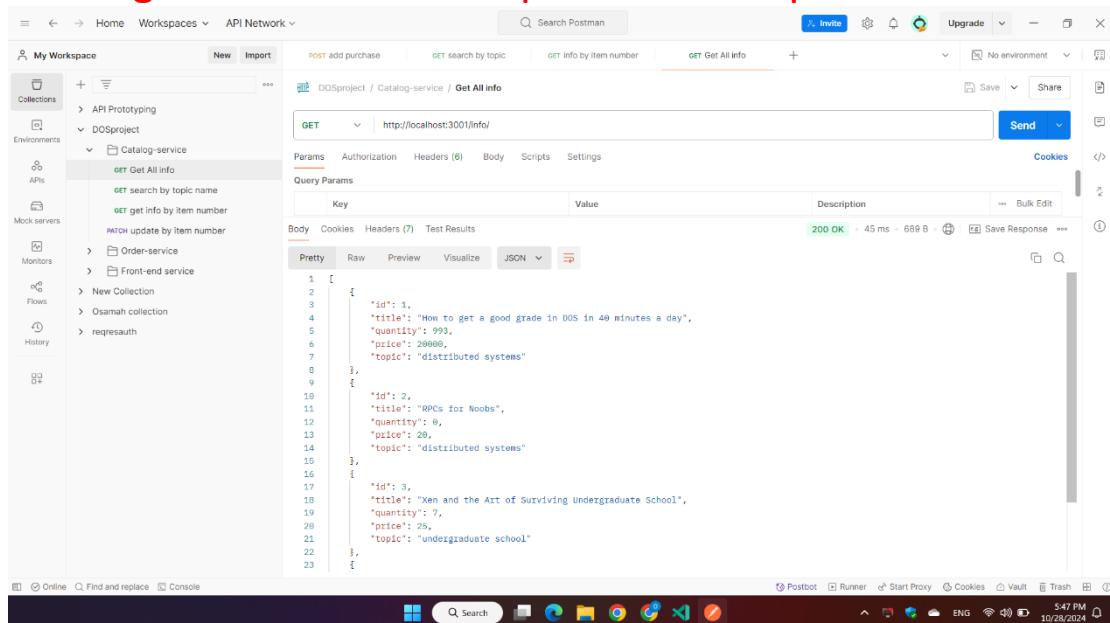 Home Workspaces API Network Search Postman Invite Upgrade
My Workspace New Import POST add purchase GET search by topic GET info by item number GET Get All info + No environment
Collections
Environments
APIs
Mock servers
Monitors
Flows
History
API Prototyping
DOSproject
Catalog-service
GET Get All info
GET search by topic name
GET get info by item number
PATCH update by item number
Order-service
Front-end service
New Collection
Osamah collection
reqresauth
HTTP DOSproject / Catalog-service / Get All info Save Share
GET http://localhost:3001/info/ Send
Params Authorization Headers (6) Body Scripts Settings Cookies
Query Params
Key Value Description Bulk Edit
Body Cookies Headers (7) Test Results 200 OK 45 ms 689 B e.g. Save Response
Pretty Raw Preview Visualize JSON
1 [
2 {
3 "id": 1,
4 "title": "How to get a good grade in DOS in 40 minutes a day",
5 "quantity": 993,
6 "price": 20000,
7 "topic": "distributed systems"
8 },
9 {
10 "id": 2,
11 "title": "RPCs for Noobs",
12 "quantity": 0,
13 "price": 20,
14 "topic": "distributed systems"
15 },
16 {
17 "id": 3,
18 "title": "Xen and the Art of Surviving Undergraduate School",
19 "quantity": 7,
20 "price": 25,
21 "topic": "undergraduate school"
22 },
23 {
Online Find and replace Console Postbot Runner Start Proxy Cookies Vault Trash
Search ENG 5:47 PM
10/28/2024